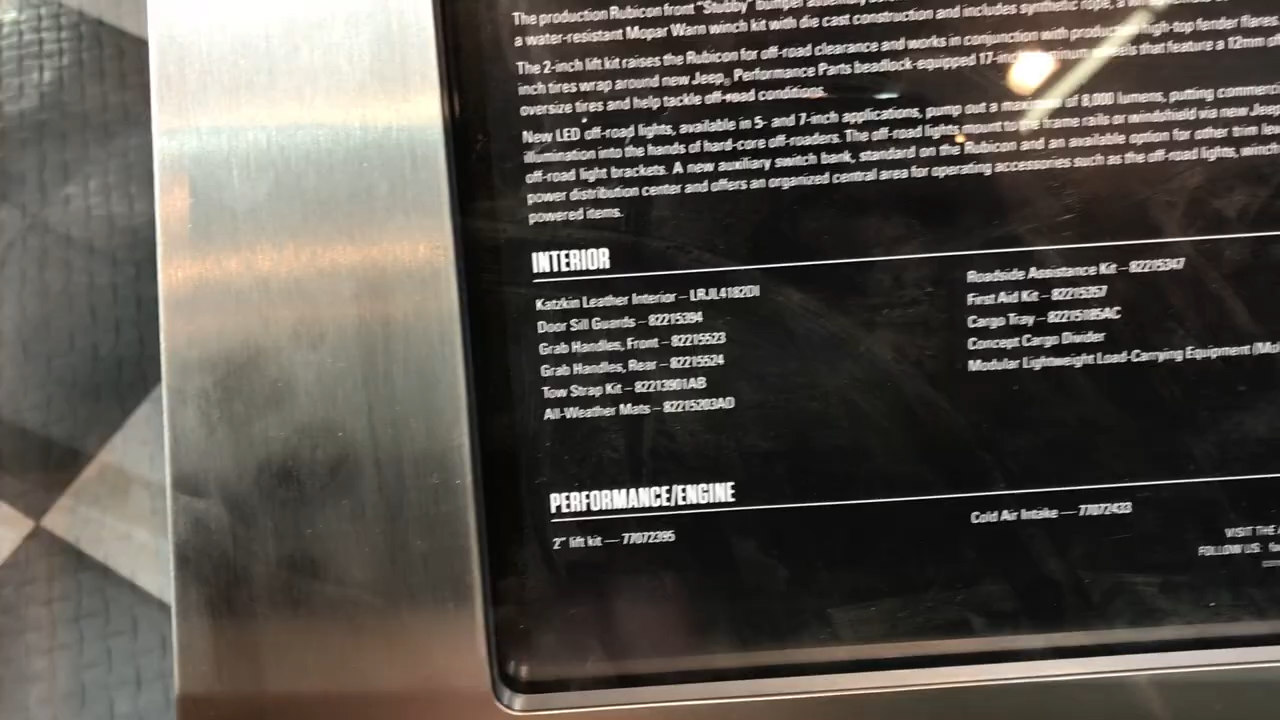 The production Rubicon front "Stubby" bumper assembly
a water-resistant Mopar Warn winch kit with die cast construction and includes synthetic rope, a
The 2-inch lift kit raises the Rubicon for off-road clearance and works in conjunction with production high-top fender flares
inch tires wrap around new Jeep® Performance Parts beadlock-equipped 17-inch aluminum wheels that feature a 12mm
oversize tires and help tackle off-road conditions.
New LED off-road lights, available in 5- and 7-inch applications, pump out a maximum of 8,000 lumens, putting
illumination into the hands of hard-core off-roaders. The off-road lights mount to the frame rails or windshield via new Jeep
off-road light brackets. A new auxiliary switch bank, standard on the Rubicon and an available option for other trim
power distribution center and offers an organized central area for operating accessories such as the off-road lights, winch
powered items.
INTERIOR
Katzkin Leather Interior – LRJL4182DI
Door Sill Guards – 82215394
Grab Handles, Front – 82215523
Grab Handles, Rear – 82215524
Tow Strap Kit – 82213901AB
All-Weather Mats – 82215203AD
Roadside Assistance Kit – 82215347
First Aid Kit – 82215357
Cargo Tray – 82215185AC
Concept Cargo Divider
Modular Lightweight Load-Carrying Equipment
PERFORMANCE/ENGINE
2" lift kit — 77072395
Cold Air Intake — 77072433
VISIT THE
FOLLOW US: